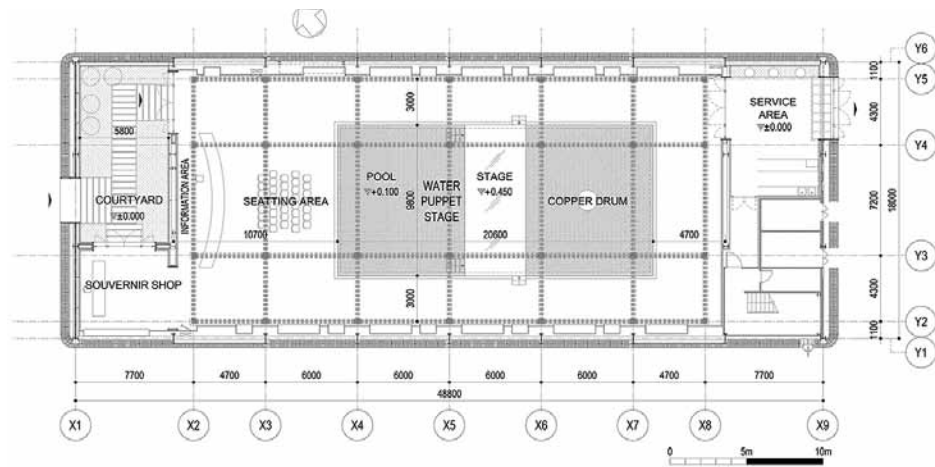 Y6
1100
Y5
3000
SERVICE
AREA
±0.000
4300
5800
Y4
INFORMATION AREA
POOL
+0.100
WATER
PUPPET
STAGE
STAGE
+0.450
COURTYARD
±0.000
SEATTING AREA
9800
COPPER DRUM
7200
18000
10700
20600
4700
Y3
SOUVERNIR SHOP
3000
4300
Y2
1100
Y1
7700
4700
6000
6000
6000
6000
4700
7700
48800
X1
X2
X3
X4
X5
X6
X7
X8
X9
0
5m
10m